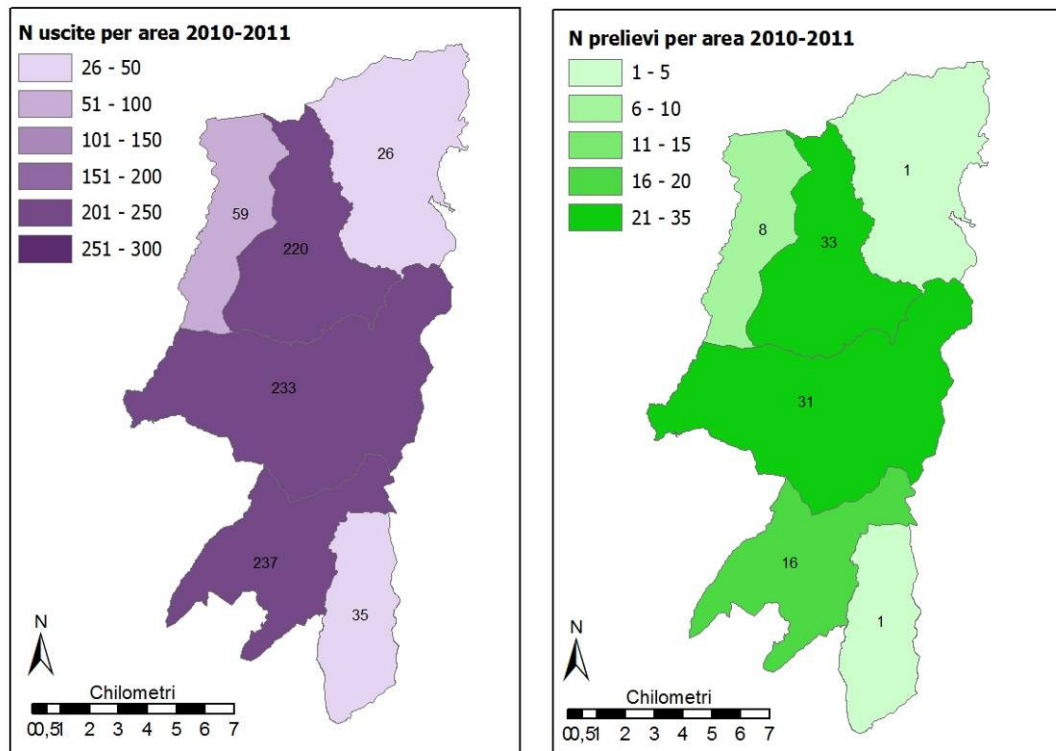 N uscite per area 2010-2011
26 - 50
51 - 100
101 - 150
151 - 200
201 - 250
251 - 300
26
59
220
233
237
35
N
Chilometri
00,51 2 3 4 5 6 7
N prelievi per area 2010-2011
1 - 5
6 - 10
11 - 15
16 - 20
21 - 35
1
8
33
31
16
1
N
Chilometri
00,51 2 3 4 5 6 7